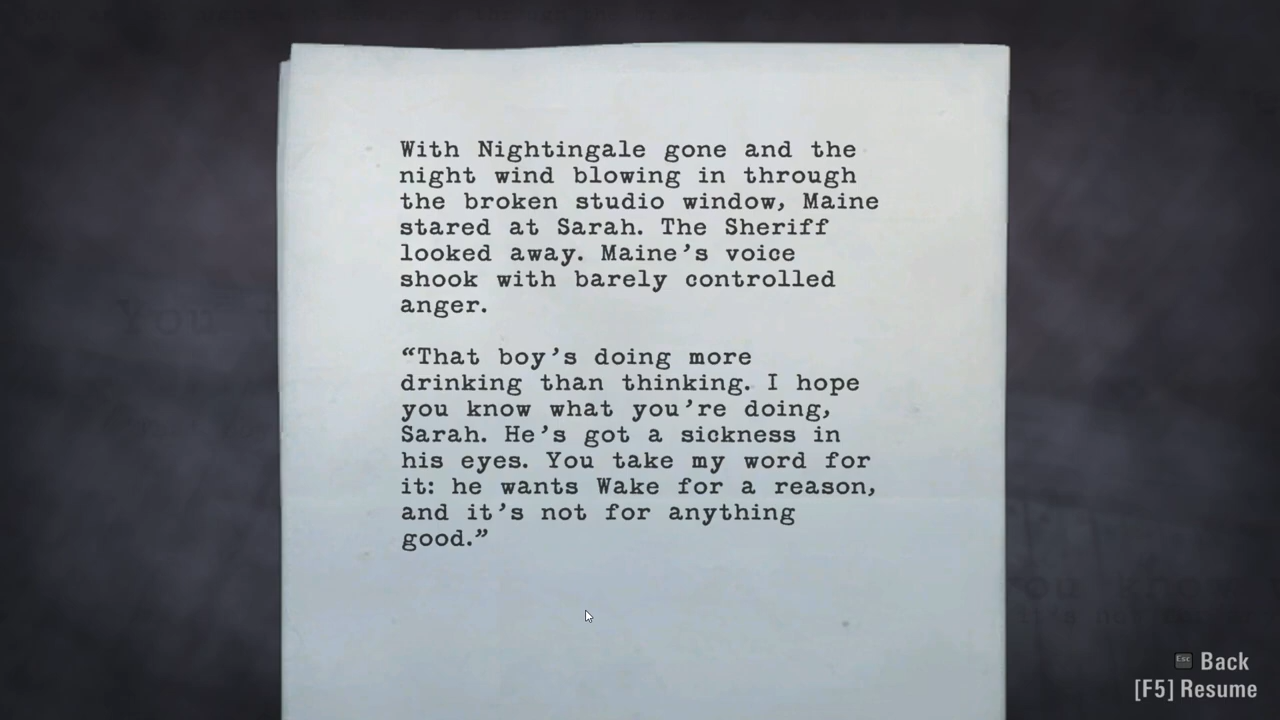 With Nightingale gone and the
night wind blowing in through
the broken studio window, Maine
stared at Sarah. The Sheriff
looked away. Maine’s voice
shook with barely controlled
anger.
“That boy’s doing more
drinking than thinking. I hope
you know what you’re doing,
Sarah. He’s got a sickness in
his eyes. You take my word for
it: he wants Wake for a reason,
and it’s not for anything
good.”
Esc Back
[F5] Resume